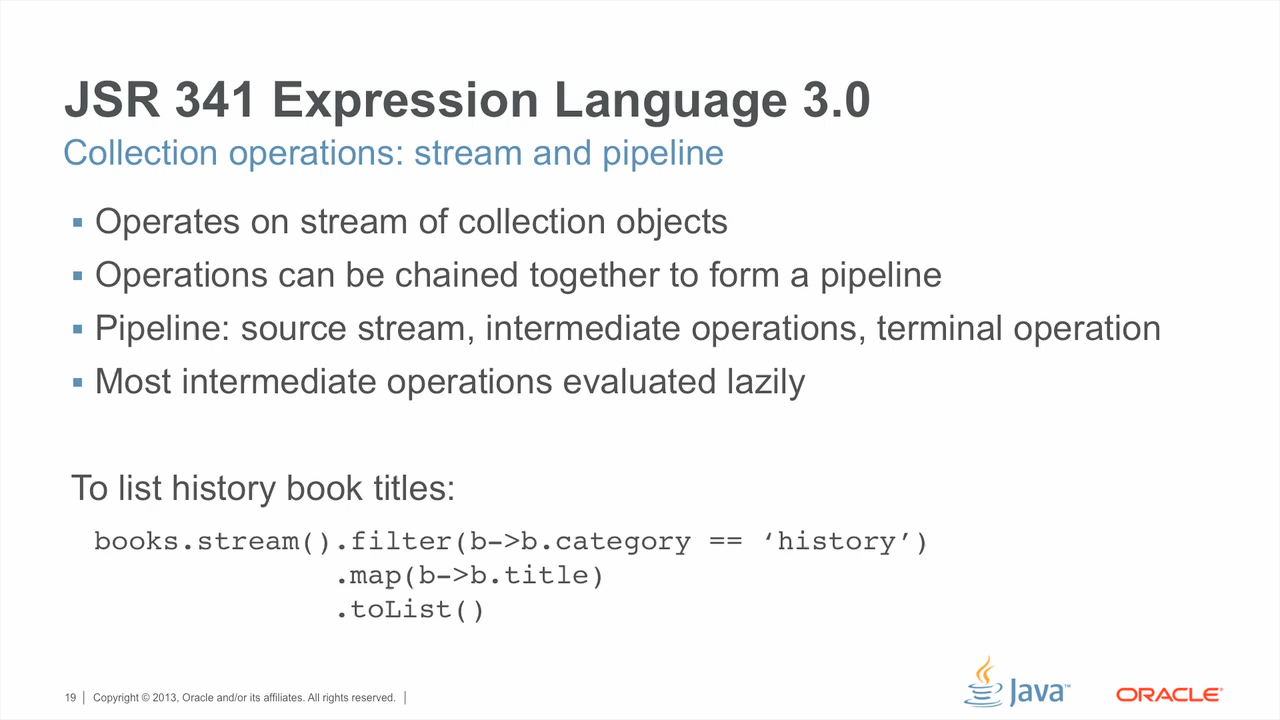 JSR 341 Expression Language 3.0
Collection operations: stream and pipeline
▪ Operates on stream of collection objects
▪ Operations can be chained together to form a pipeline
▪ Pipeline: source stream, intermediate operations, terminal operation
▪ Most intermediate operations evaluated lazily
To list history book titles:
books.stream().filter(b->b.category == ‘history’)
.map(b->b.title)
.toList()
19 | Copyright © 2013, Oracle and/or its affiliates. All rights reserved. |
Java™
ORACLE®